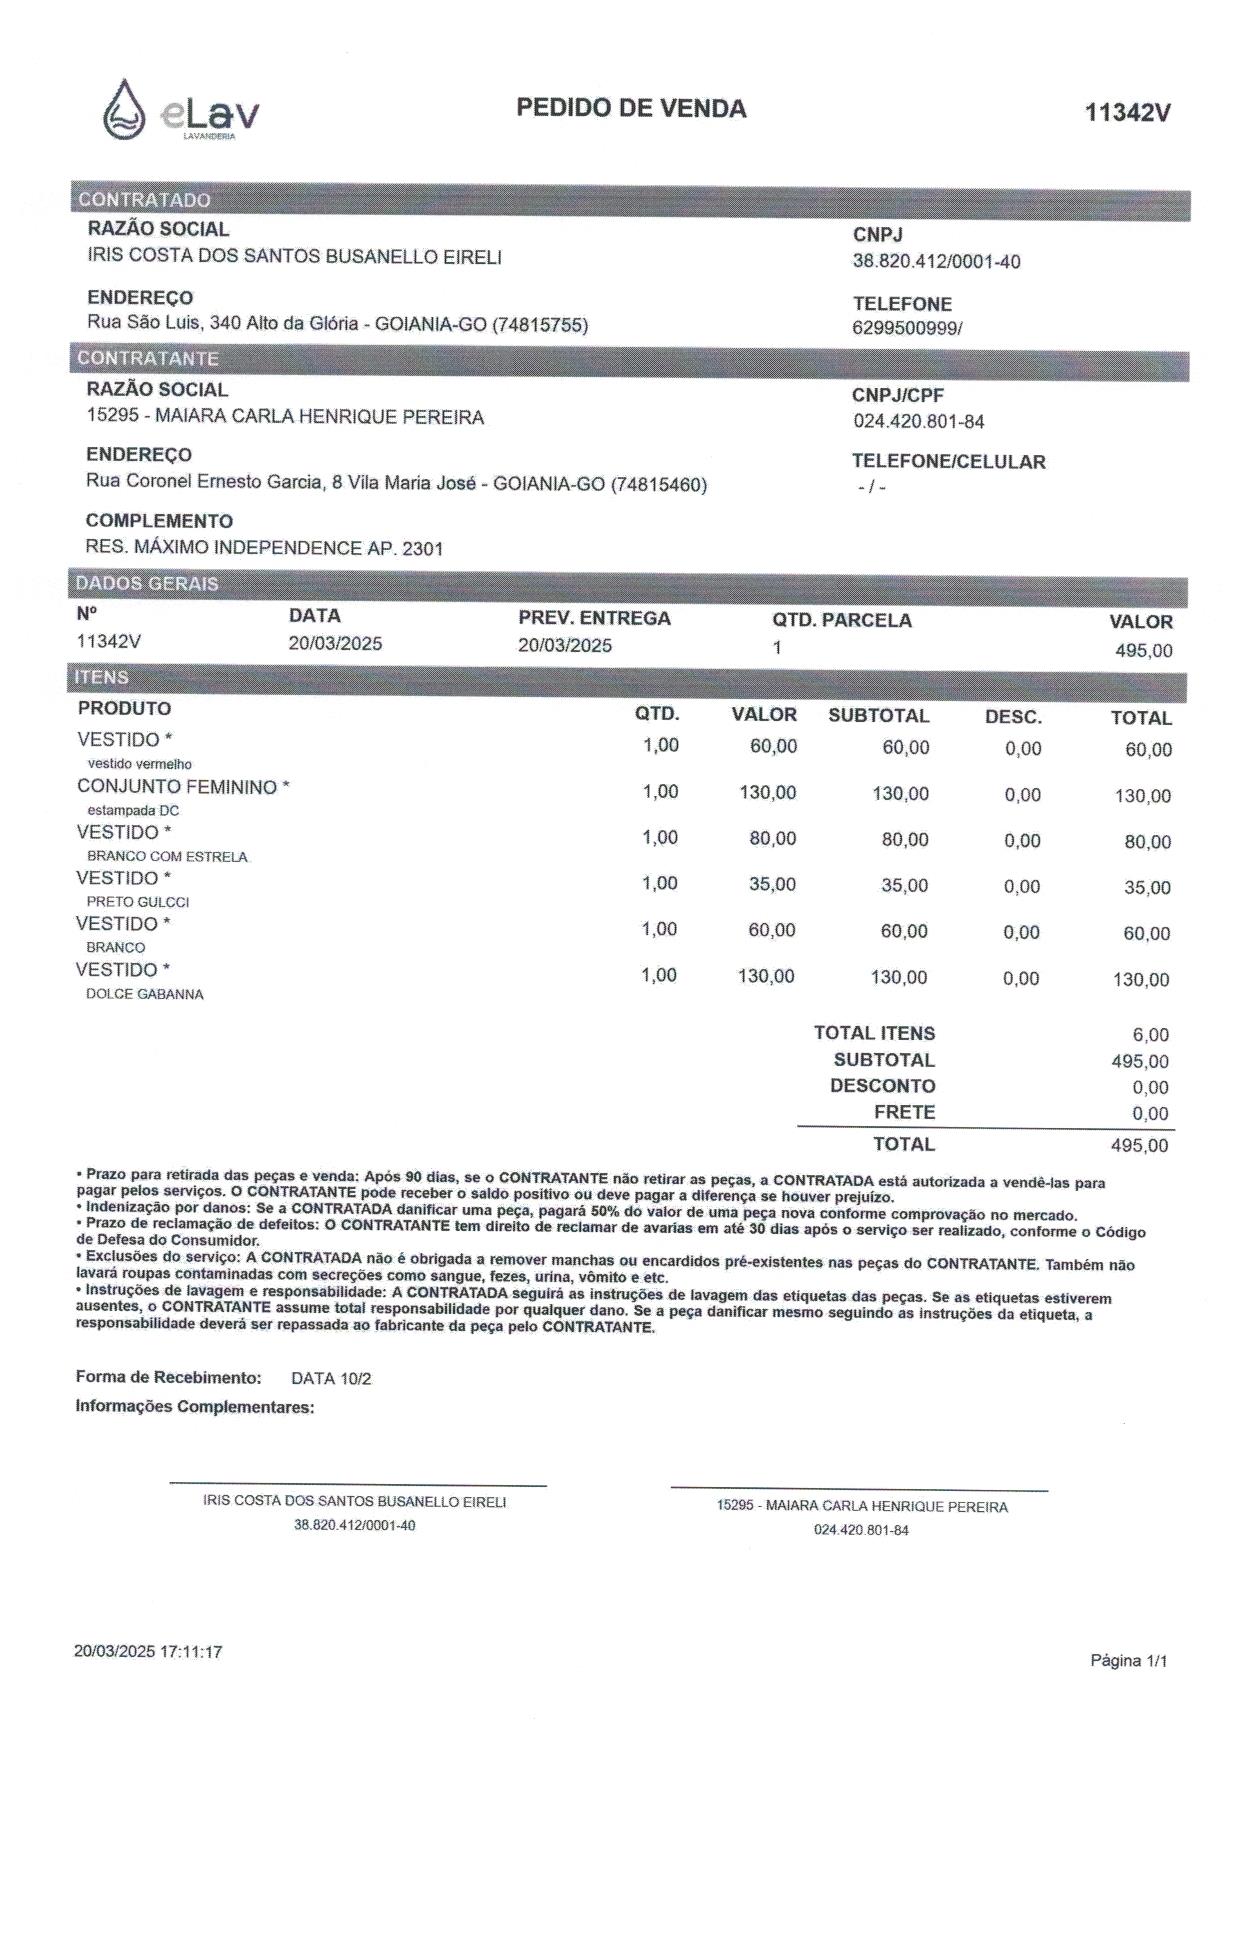 eLav
LAVANDERIA
PEDIDO DE VENDA
11342V
CONTRATADO
RAZÃO SOCIAL
CNPJ
IRIS COSTA DOS SANTOS BUSANELLO EIRELI
38.820.412/0001-40
ENDEREÇO
TELEFONE
Rua São Luis, 340 Alto da Glória - GOIANIA-GO (74815755)
6299500999/
CONTRATANTE
RAZÃO SOCIAL
CNPJ/CPF
15295 - MAIARA CARLA HENRIQUE PEREIRA
024.420.801-84
ENDEREÇO
TELEFONE/CELULAR
Rua Coronel Ernesto Garcia, 8 Vila Maria José - GOIANIA-GO (74815460)
- / -
COMPLEMENTO
RES. MÁXIMO INDEPENDENCE AP. 2301
DADOS GERAIS
Nº DATA PREV. ENTREGA QTD. PARCELA VALOR
11342V 20/03/2025 20/03/2025 1 495,00
ITENS
PRODUTO QTD. VALOR SUBTOTAL DESC. TOTAL
VESTIDO * 1,00 60,00 60,00 0,00 60,00
vestido vermelho
CONJUNTO FEMININO * 1,00 130,00 130,00 0,00 130,00
estampada DC
VESTIDO * 1,00 80,00 80,00 0,00 80,00
BRANCO COM ESTRELA
VESTIDO * 1,00 35,00 35,00 0,00 35,00
PRETO GULCCI
VESTIDO * 1,00 60,00 60,00 0,00 60,00
BRANCO
VESTIDO * 1,00 130,00 130,00 0,00 130,00
DOLCE GABANNA
TOTAL ITENS 6,00
SUBTOTAL 495,00
DESCONTO 0,00
FRETE 0,00
TOTAL 495,00
• Prazo para retirada das peças e venda: Após 90 dias, se o CONTRATANTE não retirar as peças, a CONTRATADA está autorizada a vendê-las para
pagar pelos serviços. O CONTRATANTE pode receber o saldo positivo ou deve pagar a diferença se houver prejuízo.
• Indenização por danos: Se a CONTRATADA danificar uma peça, pagará 50% do valor de uma peça nova conforme comprovação no mercado.
• Prazo de reclamação de defeitos: O CONTRATANTE tem direito de reclamar de avarias em até 30 dias após o serviço ser realizado, conforme o Código
de Defesa do Consumidor.
• Exclusões do serviço: A CONTRATADA não é obrigada a remover manchas ou encardidos pré-existentes nas peças do CONTRATANTE. Também não
lavará roupas contaminadas com secreções como sangue, fezes, urina, vômito e etc.
• Instruções de lavagem e responsabilidade: A CONTRATADA seguirá as instruções de lavagem das etiquetas das peças. Se as etiquetas estiverem
ausentes, o CONTRATANTE assume total responsabilidade por qualquer dano. Se a peça danificar mesmo seguindo as instruções da etiqueta, a
responsabilidade deverá ser repassada ao fabricante da peça pelo CONTRATANTE.
Forma de Recebimento: DATA 10/2
Informações Complementares:
IRIS COSTA DOS SANTOS BUSANELLO EIRELI
38.820.412/0001-40
15295 - MAIARA CARLA HENRIQUE PEREIRA
024.420.801-84
20/03/2025 17:11:17
Página 1/1